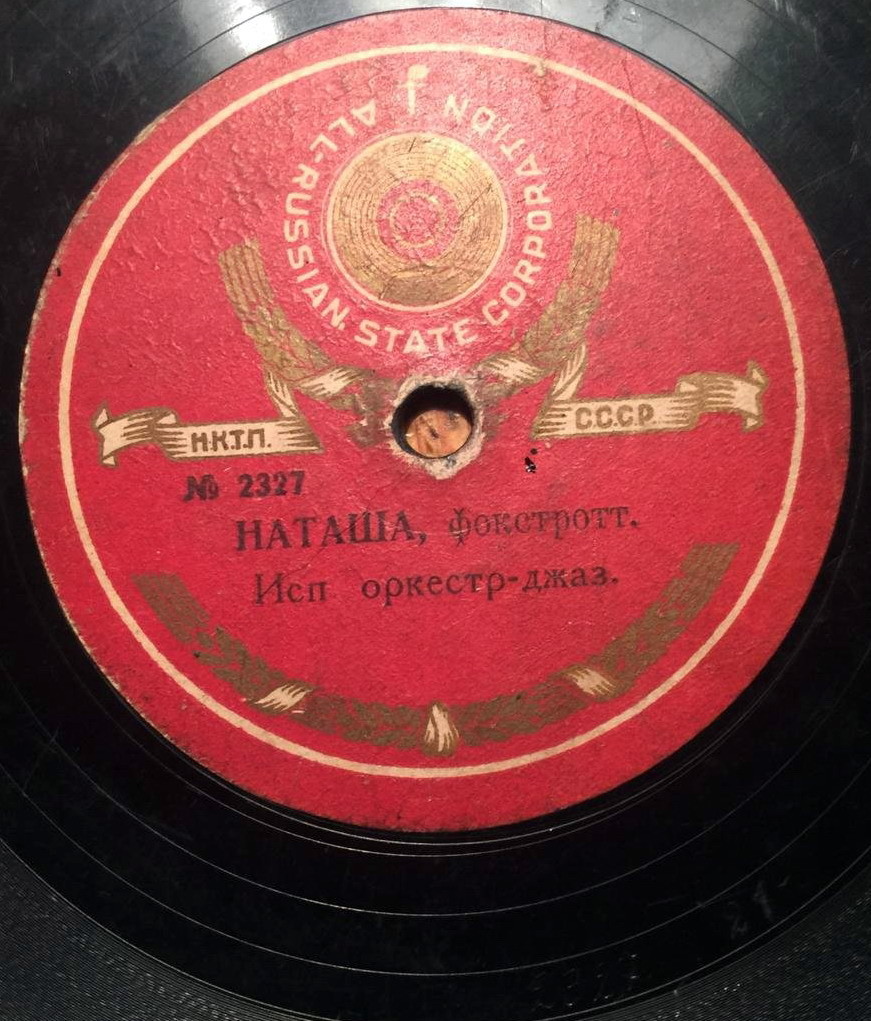 ALL-RUSSIAN, STATE CORPORATION
Н.К.Т.П.
С.С.С.Р.
№ 2327
НАТАША, фокстротт.
Исп оркестр-джаз.